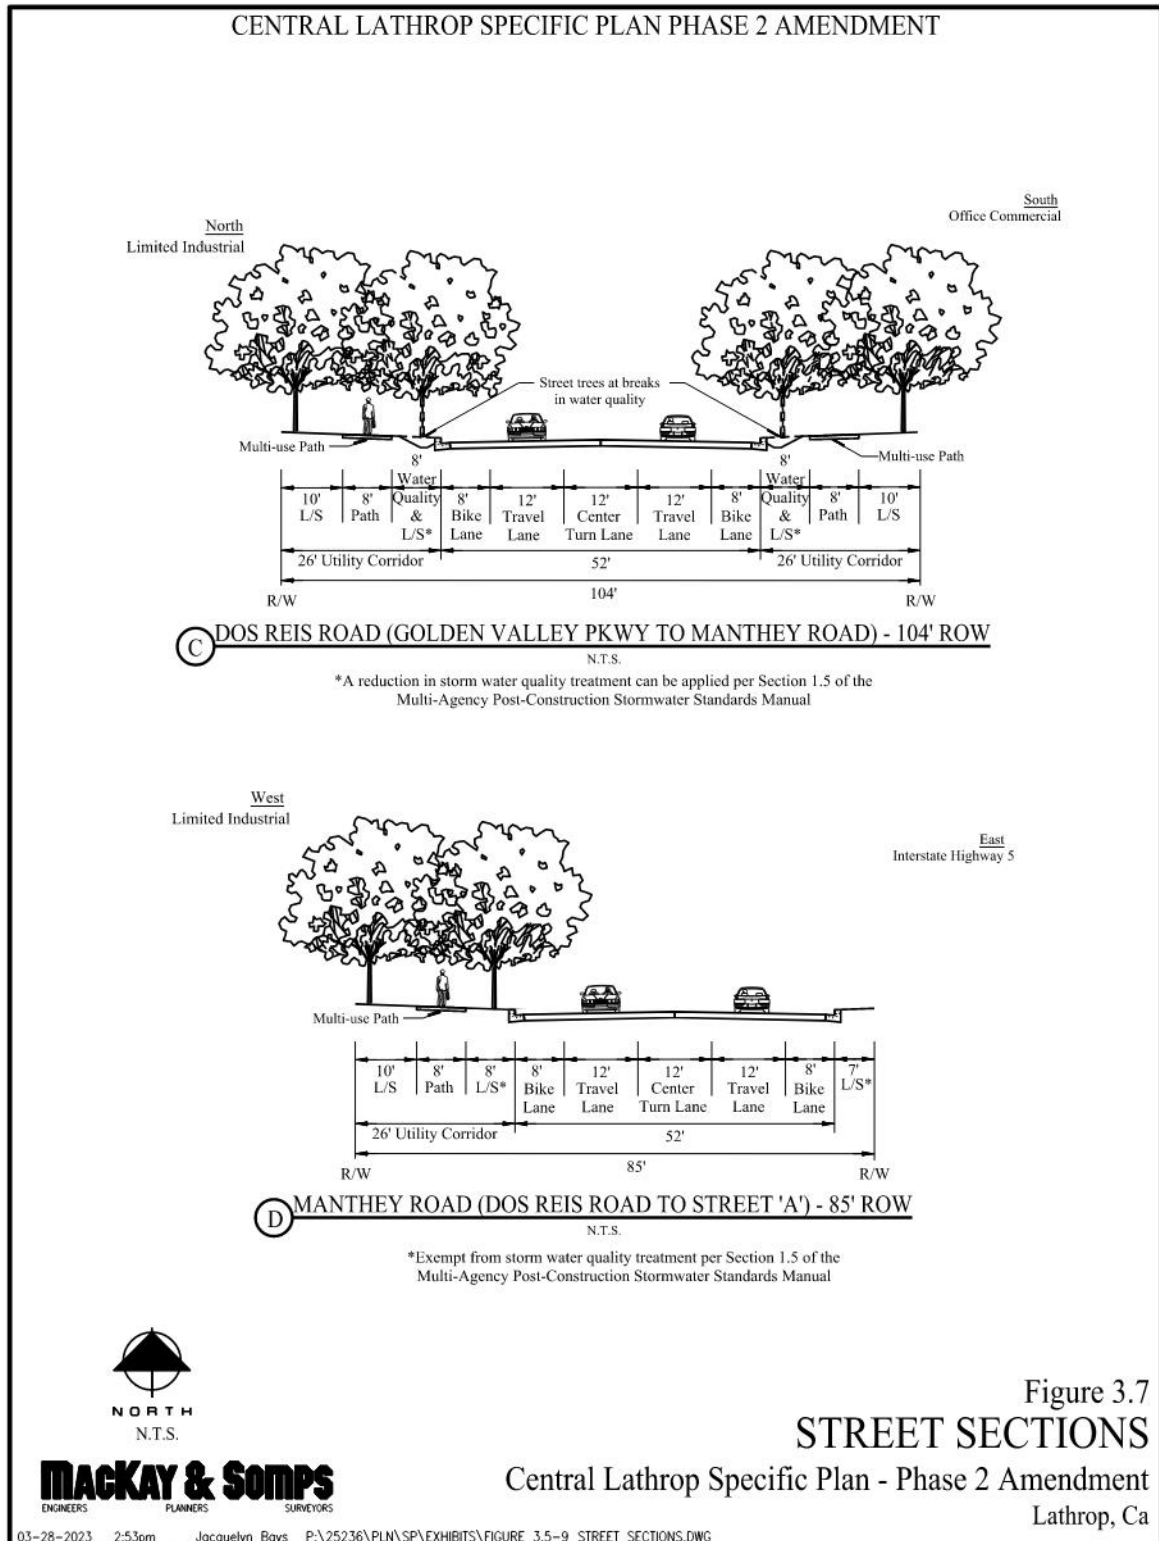 CENTRAL LATHROP SPECIFIC PLAN PHASE 2 AMENDMENT
North
Limited Industrial
South
Office Commercial
Street trees at breaks
in water quality
Multi-use Path
Multi-use Path
10'
L/S
8'
Path
8'
Water
Quality
&
L/S*
8'
Bike
Lane
12'
Travel
Lane
12'
Center
Turn Lane
12'
Travel
Lane
8'
Bike
Lane
8'
Water
Quality
&
L/S*
8'
Path
10'
L/S
26' Utility Corridor
52'
26' Utility Corridor
104'
R/W
R/W
C
DOS REIS ROAD (GOLDEN VALLEY PKWY TO MANTHEY ROAD) - 104' ROW
N.T.S.
*A reduction in storm water quality treatment can be applied per Section 1.5 of the
Multi-Agency Post-Construction Stormwater Standards Manual
West
Limited Industrial
East
Interstate Highway 5
Multi-use Path
10'
L/S
8'
Path
8'
L/S*
8'
Bike
Lane
12'
Travel
Lane
12'
Center
Turn Lane
12'
Travel
Lane
8'
Bike
Lane
7'
L/S*
26' Utility Corridor
52'
85'
R/W
R/W
D
MANTHEY ROAD (DOS REIS ROAD TO STREET 'A') - 85' ROW
N.T.S.
*Exempt from storm water quality treatment per Section 1.5 of the
Multi-Agency Post-Construction Stormwater Standards Manual
NORTH
N.T.S.
MACKAY & SOMPS
ENGINEERS PLANNERS SURVEYORS
Figure 3.7
STREET SECTIONS
Central Lathrop Specific Plan - Phase 2 Amendment
Lathrop, Ca
03-28-2023 2:53pm Jacquelyn Bays P:\25236\PLN\SP\EXHIBITS\FIGURE 3.5-9 STREET SECTIONS.DWG